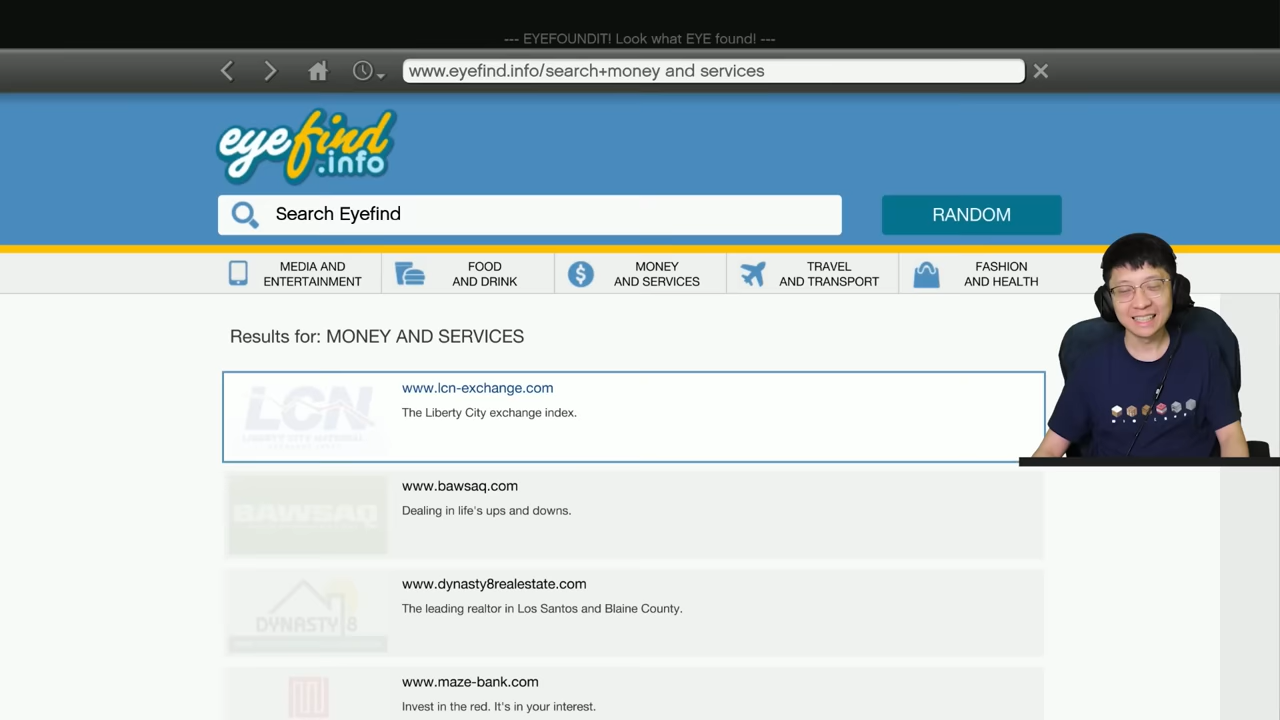 --- EYEFOUNDIT! Look what EYE found! ---
www.eyefind.info/search+money and services
eyefind
.info
Search Eyefind
RANDOM
MEDIA AND
ENTERTAINMENT
FOOD
AND DRINK
MONEY
AND SERVICES
TRAVEL
AND TRANSPORT
FASHION
AND HEALTH
Results for: MONEY AND SERVICES
LCN
www.lcn-exchange.com
The Liberty City exchange index.
BAWSAQ
www.bawsaq.com
Dealing in life's ups and downs.
DYNASTY 8
www.dynasty8realestate.com
The leading realtor in Los Santos and Blaine County.
www.maze-bank.com
Invest in the red. It's in your interest.